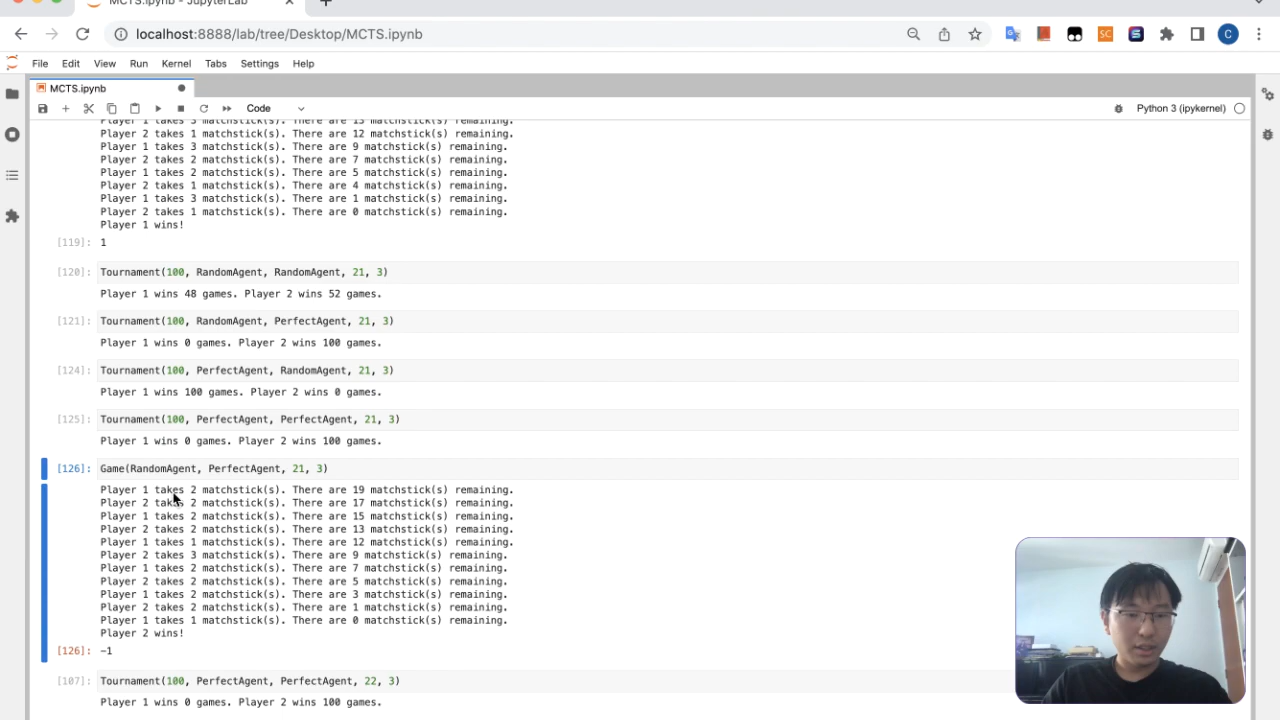 MCTS.ipynb - JupyterLab
localhost:8888/lab/tree/Desktop/MCTS.ipynb
SC
S
C
File Edit View Run Kernel Tabs Settings Help
MCTS.ipynb
Code
Python 3 (ipykernel)
Player 1 takes 3 matchstick(s). There are 13 matchstick(s) remaining.
Player 2 takes 1 matchstick(s). There are 12 matchstick(s) remaining.
Player 1 takes 3 matchstick(s). There are 9 matchstick(s) remaining.
Player 2 takes 2 matchstick(s). There are 7 matchstick(s) remaining.
Player 1 takes 2 matchstick(s). There are 5 matchstick(s) remaining.
Player 2 takes 1 matchstick(s). There are 4 matchstick(s) remaining.
Player 1 takes 3 matchstick(s). There are 1 matchstick(s) remaining.
Player 2 takes 1 matchstick(s). There are 0 matchstick(s) remaining.
Player 1 wins!
[119]: 1
[120]: Tournament(100, RandomAgent, RandomAgent, 21, 3)
Player 1 wins 48 games. Player 2 wins 52 games.
[121]: Tournament(100, RandomAgent, PerfectAgent, 21, 3)
Player 1 wins 0 games. Player 2 wins 100 games.
[124]: Tournament(100, PerfectAgent, RandomAgent, 21, 3)
Player 1 wins 100 games. Player 2 wins 0 games.
[125]: Tournament(100, PerfectAgent, PerfectAgent, 21, 3)
Player 1 wins 0 games. Player 2 wins 100 games.
[126]: Game(RandomAgent, PerfectAgent, 21, 3)
Player 1 takes 2 matchstick(s). There are 19 matchstick(s) remaining.
Player 2 takes 2 matchstick(s). There are 17 matchstick(s) remaining.
Player 1 takes 2 matchstick(s). There are 15 matchstick(s) remaining.
Player 2 takes 2 matchstick(s). There are 13 matchstick(s) remaining.
Player 1 takes 1 matchstick(s). There are 12 matchstick(s) remaining.
Player 2 takes 3 matchstick(s). There are 9 matchstick(s) remaining.
Player 1 takes 2 matchstick(s). There are 7 matchstick(s) remaining.
Player 2 takes 2 matchstick(s). There are 5 matchstick(s) remaining.
Player 1 takes 2 matchstick(s). There are 3 matchstick(s) remaining.
Player 2 takes 2 matchstick(s). There are 1 matchstick(s) remaining.
Player 1 takes 1 matchstick(s). There are 0 matchstick(s) remaining.
Player 2 wins!
[126]: -1
[107]: Tournament(100, PerfectAgent, PerfectAgent, 22, 3)
Player 1 wins 0 games. Player 2 wins 100 games.